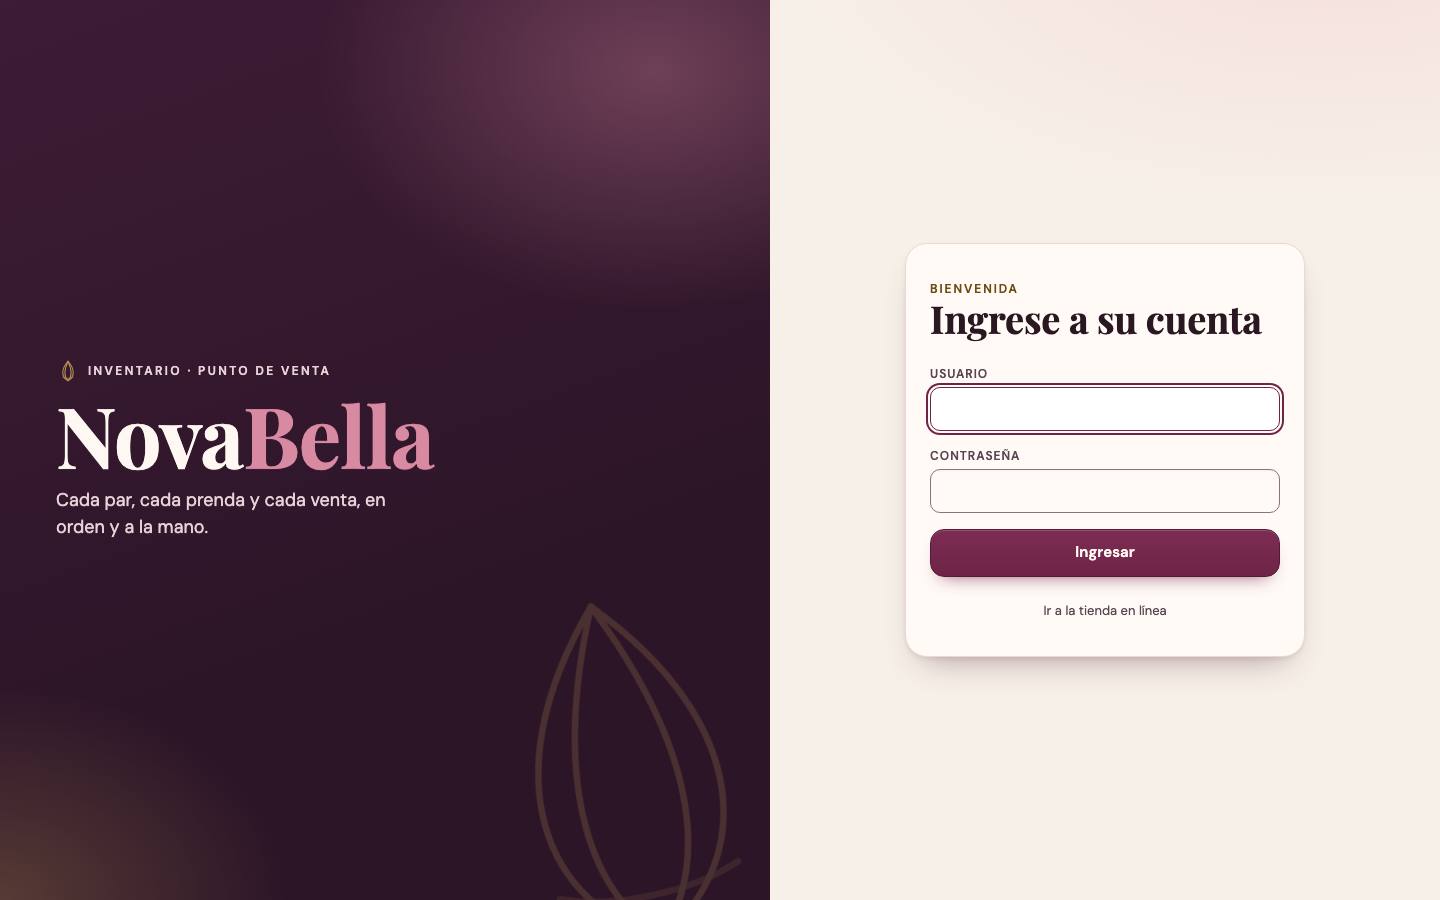 INVENTARIO · PUNTO DE VENTA
NovaBella
Cada par, cada prenda y cada venta, en
orden y a la mano.
BIENVENIDA
Ingrese a su cuenta
USUARIO
CONTRASEÑA
Ingresar
Ir a la tienda en línea